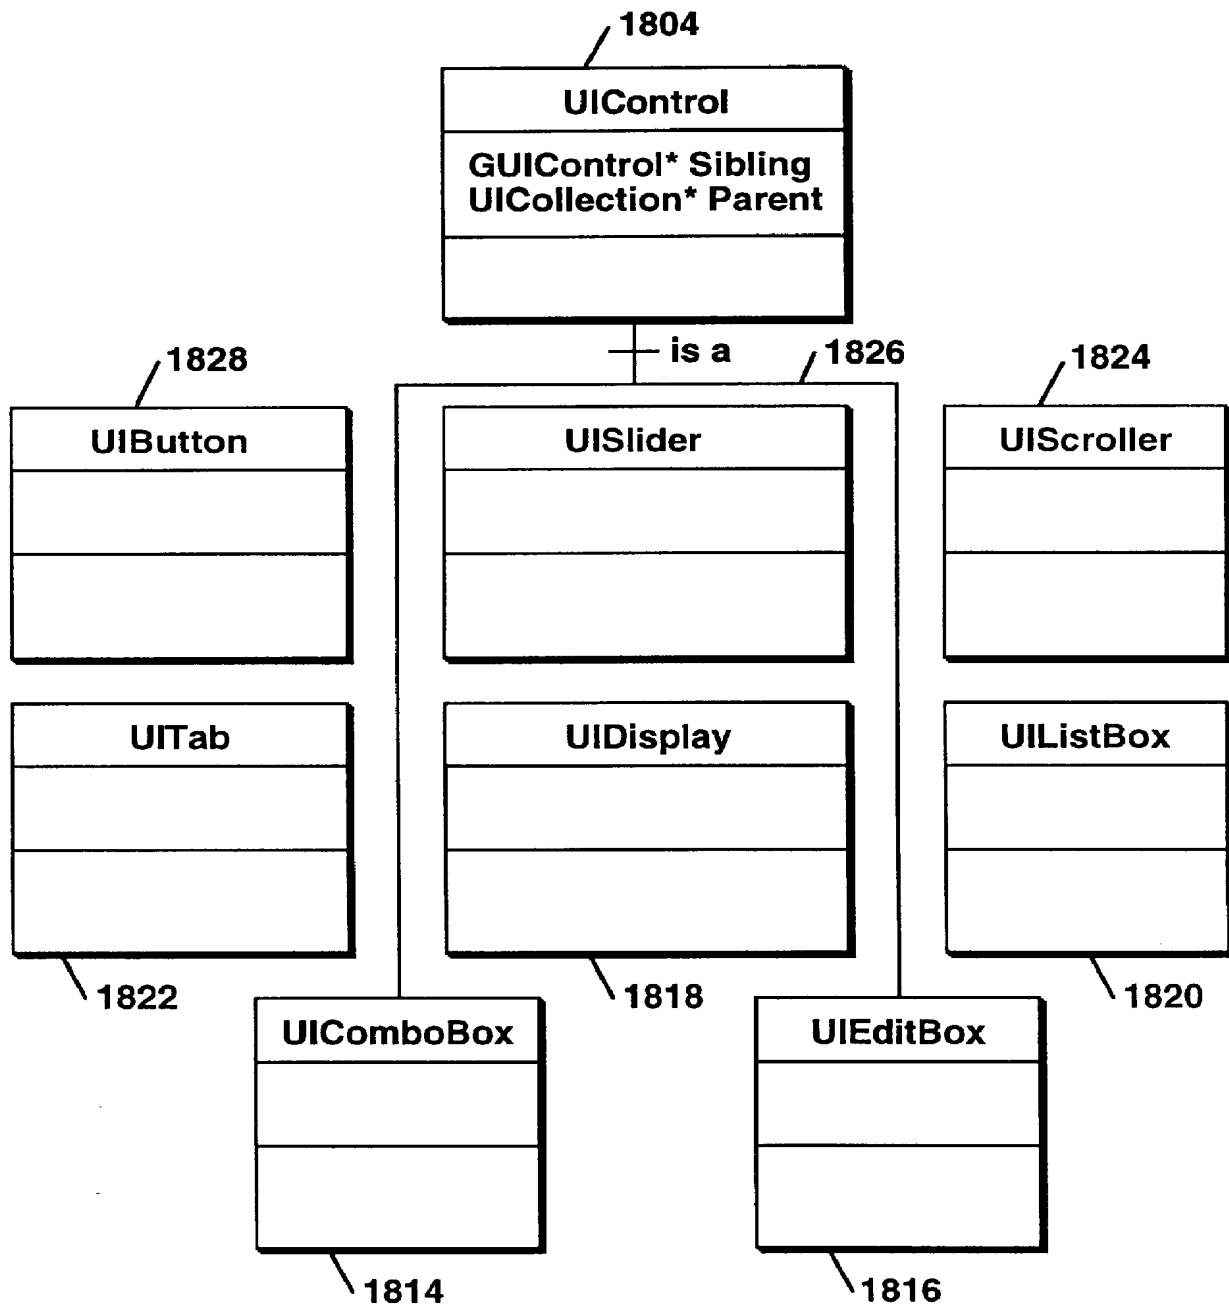 1804
UIControl
GUIControl* Sibling
UICollection* Parent
is a
1828
1826
1824
UIButton
UISlider
UIScroller
UITab
UIDisplay
UIListBox
1822
1818
1820
UIComboBox
UIEditBox
1814
1816